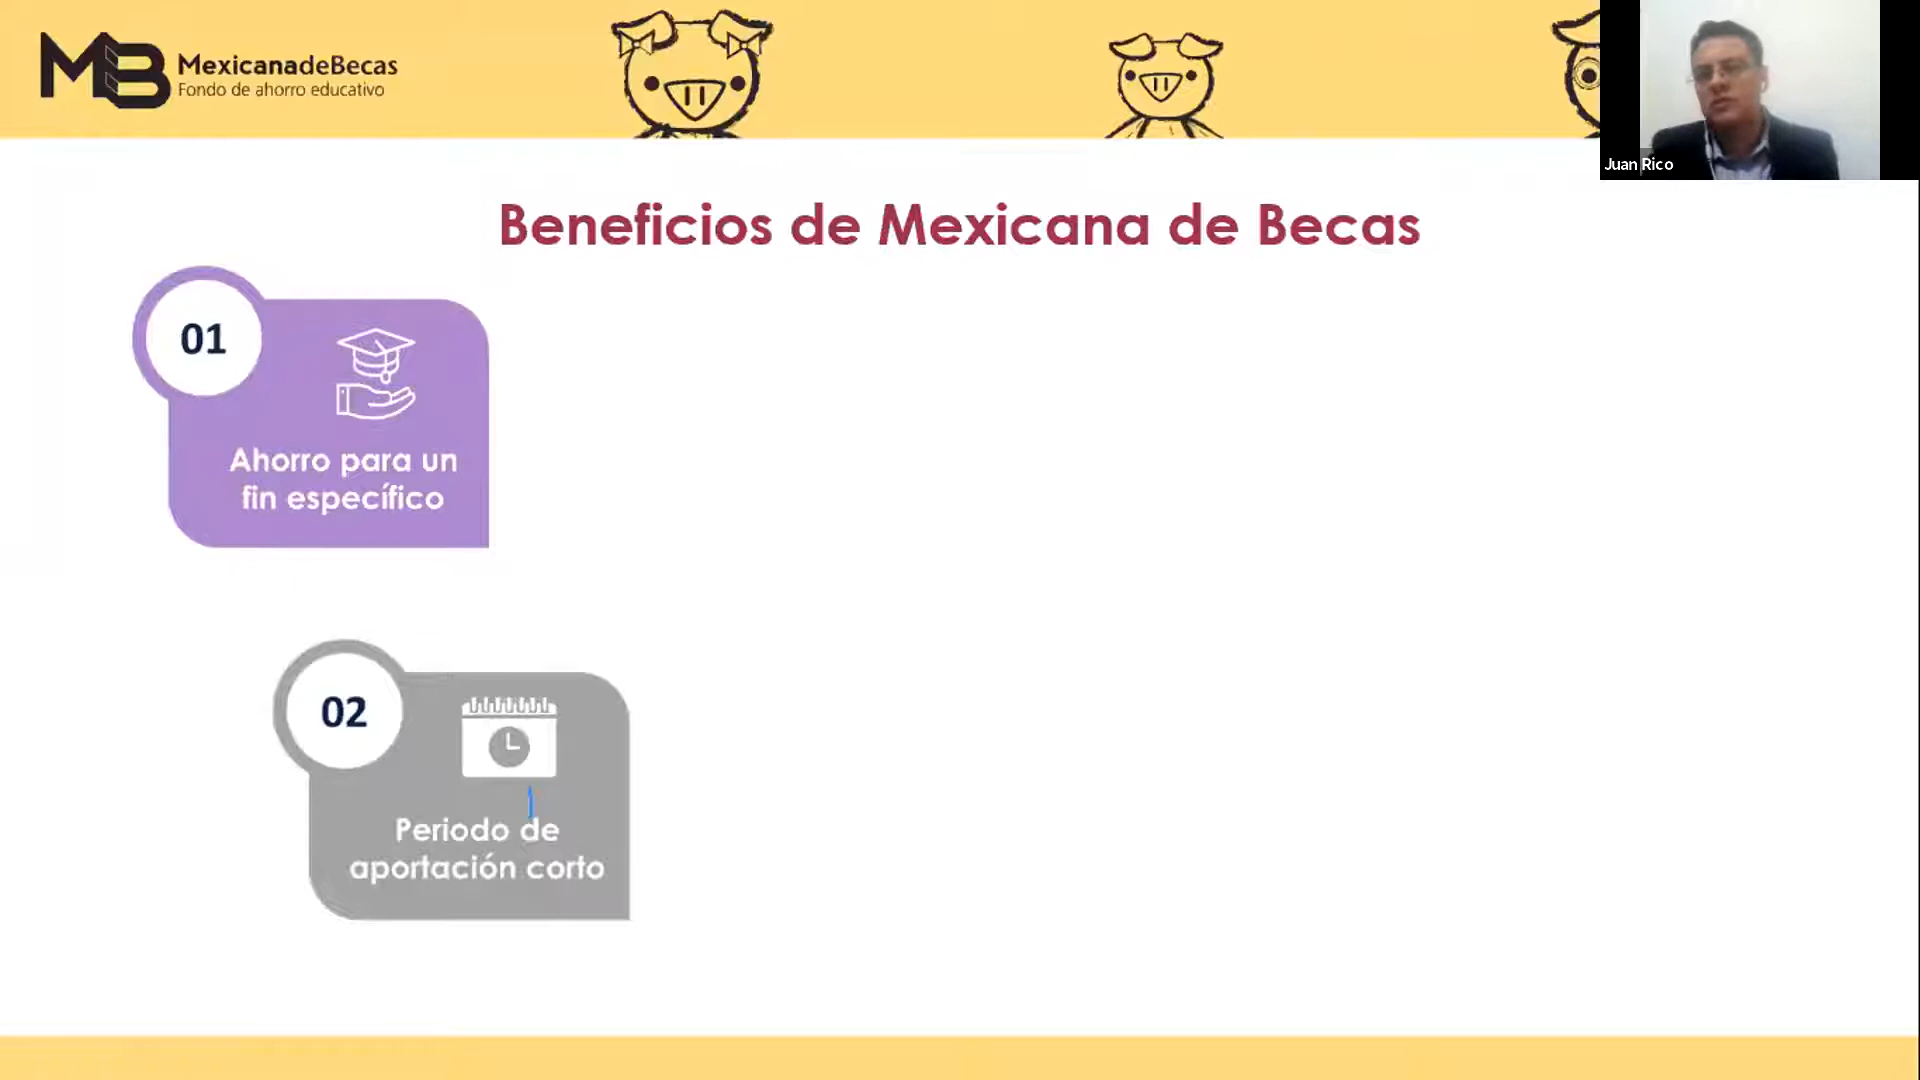 MB MexicanadeBecas
Fondo de ahorro educativo
Juan Rico
Beneficios de Mexicana de Becas
01
Ahorro para un
fin específico
02
Periodo de
aportación corto